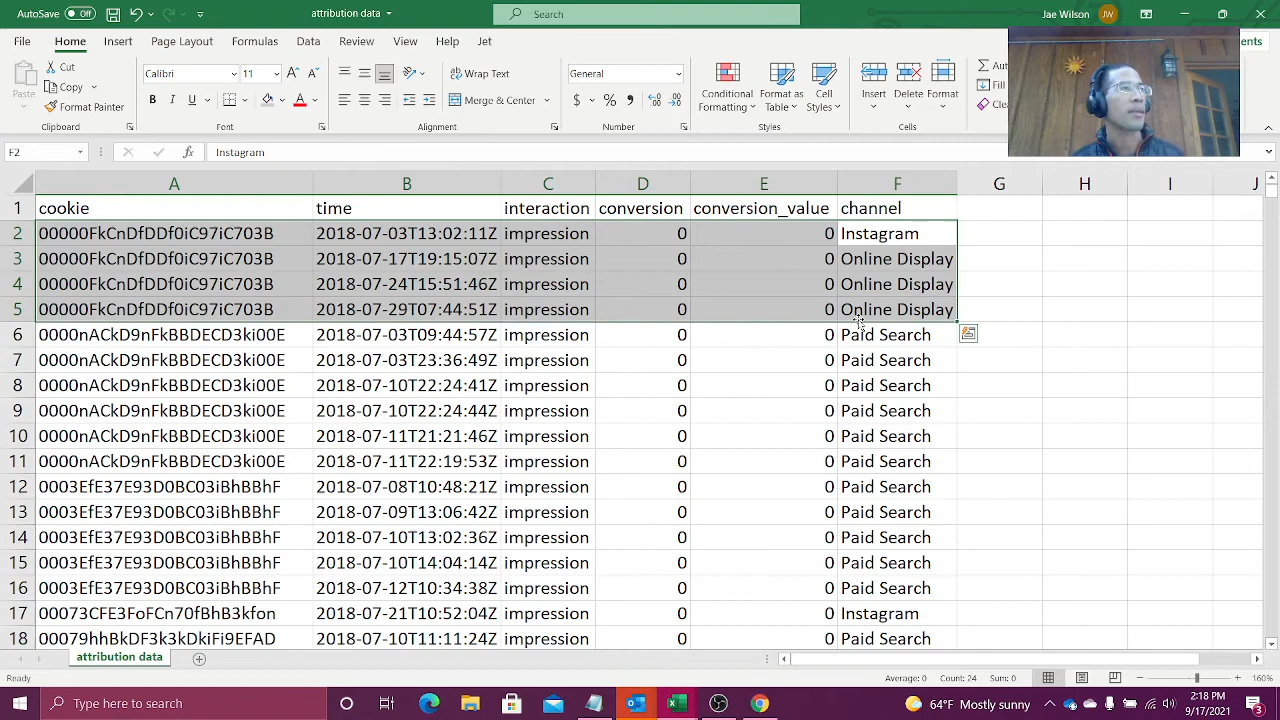 AutoSave Off attribution data Search Jae Wilson JW
File Home Insert Page Layout Formulas Data Review View Help Jet
Paste Cut Copy Format Painter Clipboard
Calibri 11 B I U A Font
Wrap Text Merge & Center Alignment
General $ % Number
Conditional Formatting Format as Table Cell Styles Styles
Insert Delete Format Cells
F2 fx Instagram
A B C D E F G H I J
1 cookie time interaction conversion conversion_value channel
2 00000FkCnDfDDf0iC97iC703B 2018-07-03T13:02:11Z impression 0 0 Instagram
3 00000FkCnDfDDf0iC97iC703B 2018-07-17T19:15:07Z impression 0 0 Online Display
4 00000FkCnDfDDf0iC97iC703B 2018-07-24T15:51:46Z impression 0 0 Online Display
5 00000FkCnDfDDf0iC97iC703B 2018-07-29T07:44:51Z impression 0 0 Online Display
6 0000nACkD9nFkBBDECD3ki00E 2018-07-03T09:44:57Z impression 0 0 Paid Search
7 0000nACkD9nFkBBDECD3ki00E 2018-07-03T23:36:49Z impression 0 0 Paid Search
8 0000nACkD9nFkBBDECD3ki00E 2018-07-10T22:24:41Z impression 0 0 Paid Search
9 0000nACkD9nFkBBDECD3ki00E 2018-07-10T22:24:44Z impression 0 0 Paid Search
10 0000nACkD9nFkBBDECD3ki00E 2018-07-11T21:21:46Z impression 0 0 Paid Search
11 0000nACkD9nFkBBDECD3ki00E 2018-07-11T22:19:53Z impression 0 0 Paid Search
12 0003EfE37E93D0BC03iBhBBhF 2018-07-08T10:48:21Z impression 0 0 Paid Search
13 0003EfE37E93D0BC03iBhBBhF 2018-07-09T13:06:42Z impression 0 0 Paid Search
14 0003EfE37E93D0BC03iBhBBhF 2018-07-10T13:02:36Z impression 0 0 Paid Search
15 0003EfE37E93D0BC03iBhBBhF 2018-07-10T14:04:14Z impression 0 0 Paid Search
16 0003EfE37E93D0BC03iBhBBhF 2018-07-12T10:34:38Z impression 0 0 Paid Search
17 00073CFE3FoFCn70fBhB3kfon 2018-07-21T10:52:04Z impression 0 0 Instagram
18 00079hhBkDF3k3kDkiFi9EFAD 2018-07-10T11:11:24Z impression 0 0 Paid Search
attribution data
Ready Average: 0 Count: 24 Sum: 0 160%
Type here to search 64°F Mostly sunny 2:18 PM
9/17/2021